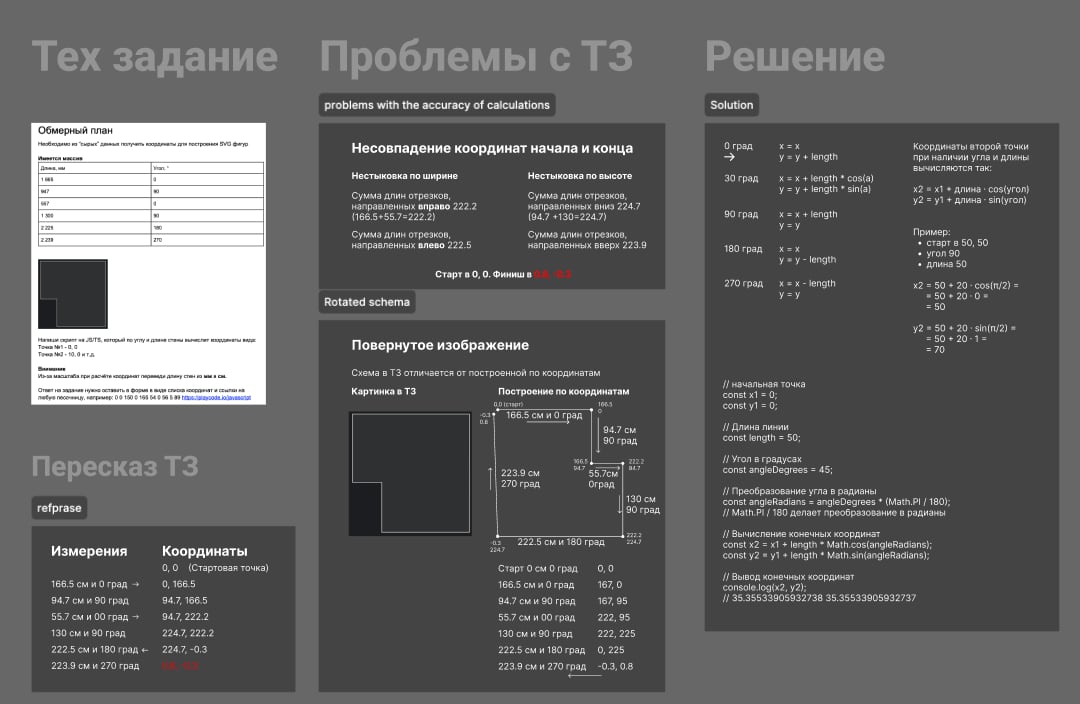 Тех задание
Обмерный план
Необходимо из "сырых" данных получить координаты для построения SVG фигур
Имеется массив
Длина, мм Угол, °
1 665 0
947 90
557 0
1 300 90
2 225 180
2 239 270
Напиши скрипт на JS/TS, который по углу и длине стены вычислит координаты вида:
Точка №1 - 0, 0
Точка №2 - 10, 0 и т.д.
Внимание
Из-за масштаба при расчёте координат переведи длину стен из мм в см.
Ответ на задание нужно оставить в форме в виде списка координат и ссылки на
любую песочницу, например: 0 0 150 0 166 54 0 56 5 89 https://playcode.io/javascript
Пересказ ТЗ
refprase
Измерения Координаты
0, 0 (Стартовая точка)
166.5 см и 0 град → 0, 166.5
94.7 см и 90 град 94.7, 166.5
55.7 см и 00 град → 94.7, 222.2
130 см и 90 град 224.7, 222.2
222.5 см и 180 град ← 224.7, -0.3
223.9 см и 270 град 0.8, -0.3
Проблемы с ТЗ
problems with the accuracy of calculations
Несовпадение координат начала и конца
Нестыковка по ширине
Сумма длин отрезков,
направленных вправо 222.2
(166.5+55.7=222.2)
Сумма длин отрезков,
направленных влево 222.5
Нестыковка по высоте
Сумма длин отрезков,
направленных вниз 224.7
(94.7 +130=224.7)
Сумма длин отрезков,
направленных вверх 223.9
Старт в 0, 0. Финиш в 0.8, -0.3
Rotated schema
Повернутое изображение
Схема в ТЗ отличается от построенной по координатам
Картинка в ТЗ
Построение по координатам
0,0 (старт)
166.5
0
-0.3
0.8
166.5 см и 0 град
94.7 см
90 град
166.5
94.7
222.2
94.7
55.7см
0град
223.9 см
270 град
130 см
90 град
222.5 см и 180 град
-0.3
224.7
222.2
224.7
Старт 0 см 0 град 0, 0
166.5 см и 0 град 167, 0
94.7 см и 90 град 167, 95
55.7 см и 0 град 222, 95
130 см и 90 град 222, 225
222.5 см и 180 град 0, 225
223.9 см и 270 град -0.3, 0.8
Решение
Solution
0 град x = x
→ y = y + length
30 град x = x + length * cos(a)
y = y + length * sin(a)
90 град x = x + length
y = y
180 град x = x
y = y - length
270 град x = x - length
y = y
Координаты второй точки
при наличии угла и длины
вычисляются так:
x2 = x1 + длина · cos(угол)
y2 = y1 + длина · sin(угол)
Пример:
• старт в 50, 50
• угол 90
• длина 50
x2 = 50 + 20 · cos(π/2) =
= 50 + 20 · 0 =
= 50
y2 = 50 + 20 · sin(π/2) =
= 50 + 20 · 1 =
= 70
// начальная точка
const x1 = 0;
const y1 = 0;
// Длина линии
const length = 50;
// Угол в градусах
const angleDegrees = 45;
// Преобразование угла в радианы
const angleRadians = angleDegrees * (Math.PI / 180);
// Math.PI / 180 делает преобразование в радианы
// Вычисление конечных координат
const x2 = x1 + length * Math.cos(angleRadians);
const y2 = y1 + length * Math.sin(angleRadians);
// Вывод конечных координат
console.log(x2, y2);
// 35.35533905932738 35.35533905932737